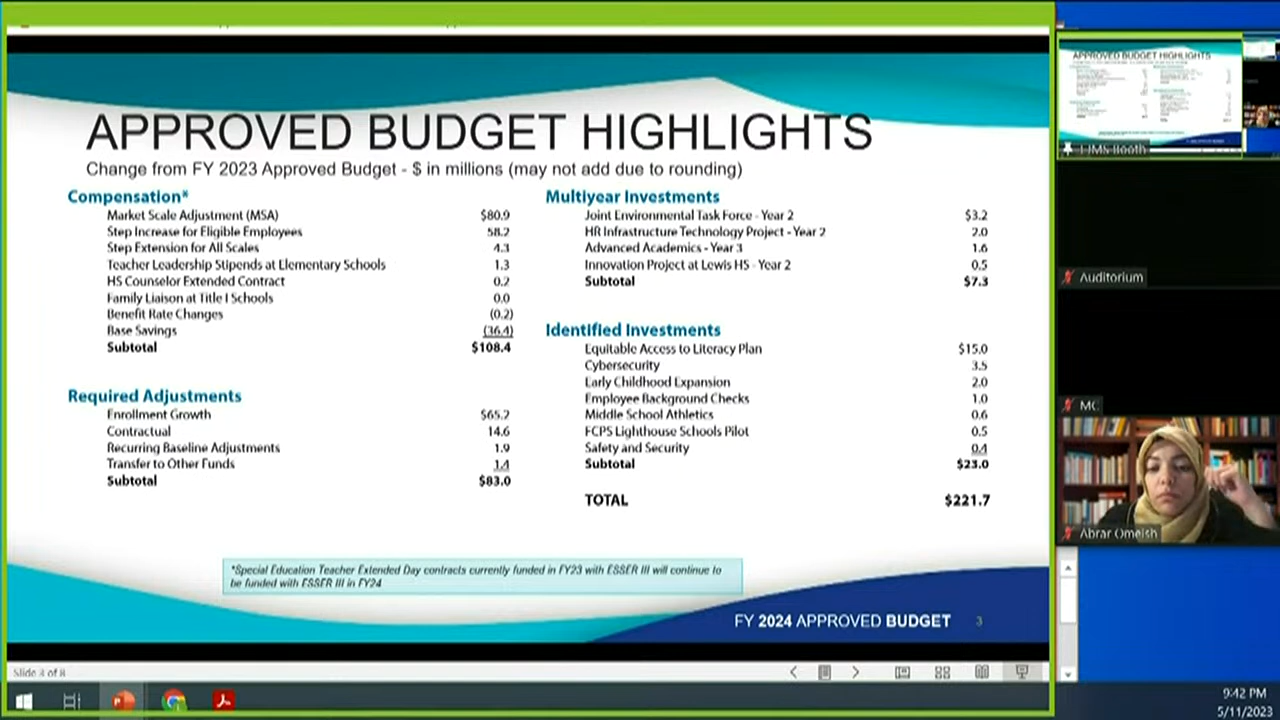 APPROVED BUDGET HIGHLIGHTS
Change from FY 2023 Approved Budget - $ in millions (may not add due to rounding)
Compensation*
Market Scale Adjustment (MSA) $80.9
Step Increase for Eligible Employees 58.2
Step Extension for All Scales 4.3
Teacher Leadership Stipends at Elementary Schools 1.3
HS Counselor Extended Contract 0.2
Family Liaison at Title I Schools 0.0
Benefit Rate Changes (0.2)
Base Savings (36.4)
Subtotal $108.4
Required Adjustments
Enrollment Growth $65.2
Contractual 14.6
Recurring Baseline Adjustments 1.9
Transfer to Other Funds 1.4
Subtotal $83.0
Multiyear Investments
Joint Environmental Task Force - Year 2 $3.2
HR Infrastructure Technology Project - Year 2 2.0
Advanced Academics - Year 3 1.6
Innovation Project at Lewis HS - Year 2 0.5
Subtotal $7.3
Identified Investments
Equitable Access to Literacy Plan $15.0
Cybersecurity 3.5
Early Childhood Expansion 2.0
Employee Background Checks 1.0
Middle School Athletics 0.6
FCPS Lighthouse Schools Pilot 0.5
Safety and Security 0.4
Subtotal $23.0
TOTAL $221.7
*Special Education Teacher Extended Day contracts currently funded in FY23 with ESSER III will continue to
be funded with ESSER III in FY24
FY 2024 APPROVED BUDGET 3
Slide 3 of 8
APPROVED BUDGET HIGHLIGHTS
LJMS Booth
Auditorium
MC
Abrar Omeish
9:42 PM
5/11/2023